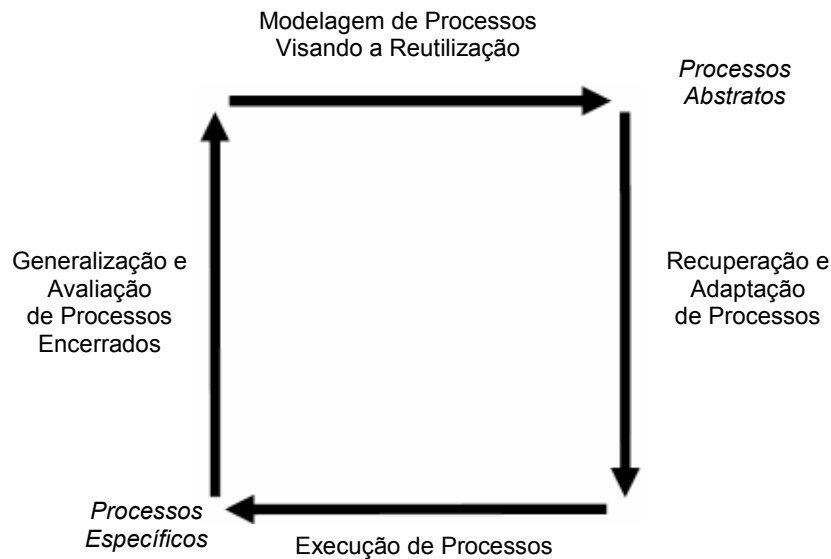 Modelagem de Processos
Visando a Reutilização
Processos
Abstratos
Generalização e
Avaliação
de Processos
Encerrados
Recuperação e
Adaptação
de Processos
Processos
Específicos
Execução de Processos